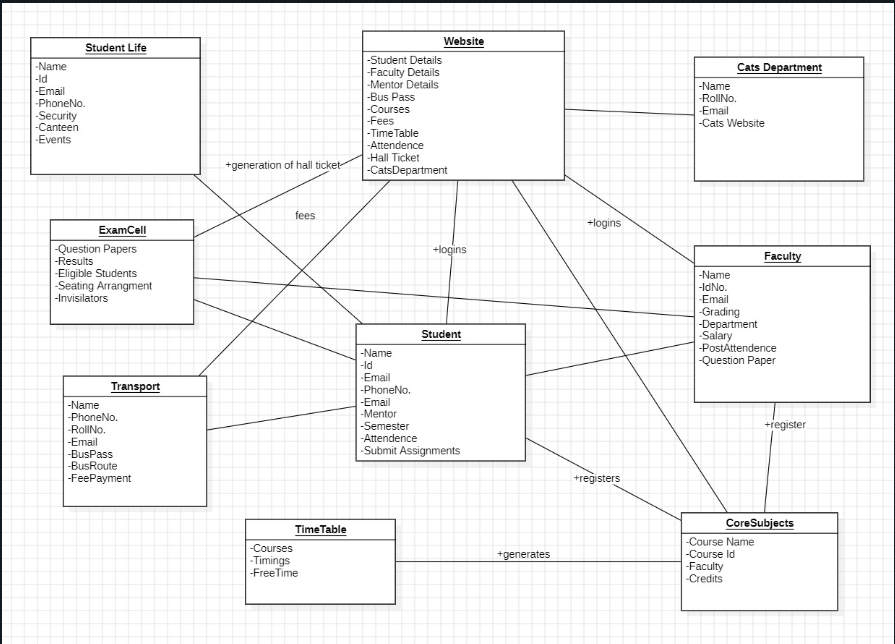 Student Life
-Name
-Id
-Email
-PhoneNo.
-Security
-Canteen
-Events
Website
-Student Details
-Faculty Details
-Mentor Details
-Bus Pass
-Courses
-Fees
-TimeTable
-Attendence
-Hall Ticket
-CatsDepartment
Cats Department
-Name
-RollNo.
-Email
-Cats Website
+generation of hall ticket
fees
+logins
+logins
ExamCell
-Question Papers
-Results
-Eligible Students
-Seating Arrangment
-Invisilators
Faculty
-Name
-IdNo.
-Email
-Grading
-Department
-Salary
-PostAttendence
-Question Paper
Student
-Name
-Id
-Email
-PhoneNo.
-Email
-Mentor
-Semester
-Attendence
-Submit Assignments
Transport
-Name
-PhoneNo.
-RollNo.
-Email
-BusPass
-BusRoute
-FeePayment
+register
+registers
TimeTable
-Courses
-Timings
-FreeTime
+generates
CoreSubjects
-Course Name
-Course Id
-Faculty
-Credits